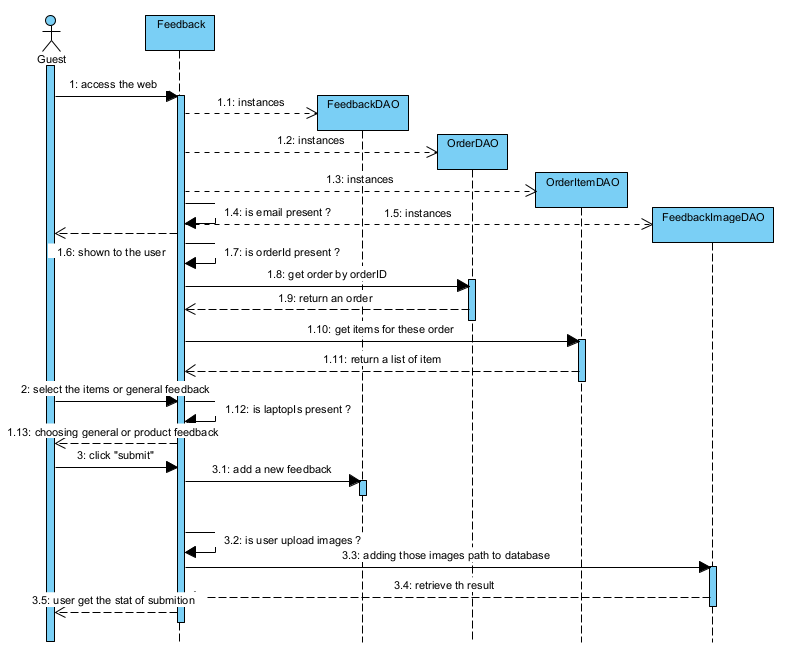 Guest
Feedback
1: access the web
1.1: instances
FeedbackDAO
1.2: instances
OrderDAO
1.3: instances
OrderItemDAO
1.4: is email present ?
1.5: instances
FeedbackImageDAO
1.6: shown to the user
1.7: is orderId present ?
1.8: get order by orderID
1.9: return an order
1.10: get items for these order
1.11: return a list of item
2: select the items or general feedback
1.12: is laptopIs present ?
1.13: choosing general or product feedback
3: click "submit"
3.1: add a new feedback
3.2: is user upload images ?
3.3: adding those images path to database
3.4: retrieve th result
3.5: user get the stat of submition